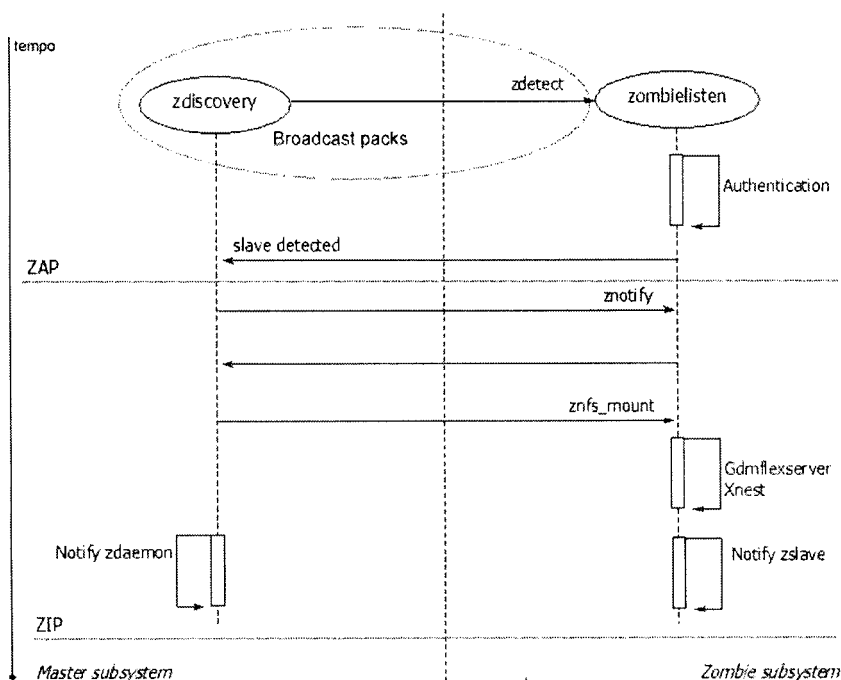 tempo
zdiscovery
zdetect
zombielisten
Broadcast packs
Authentication
slave detected
ZAP
znotify
znfs_mount
Gdmflexserver
Xnest
Notify zdaemon
Notify zslave
ZIP
Master subsystem
Zombie subsystem